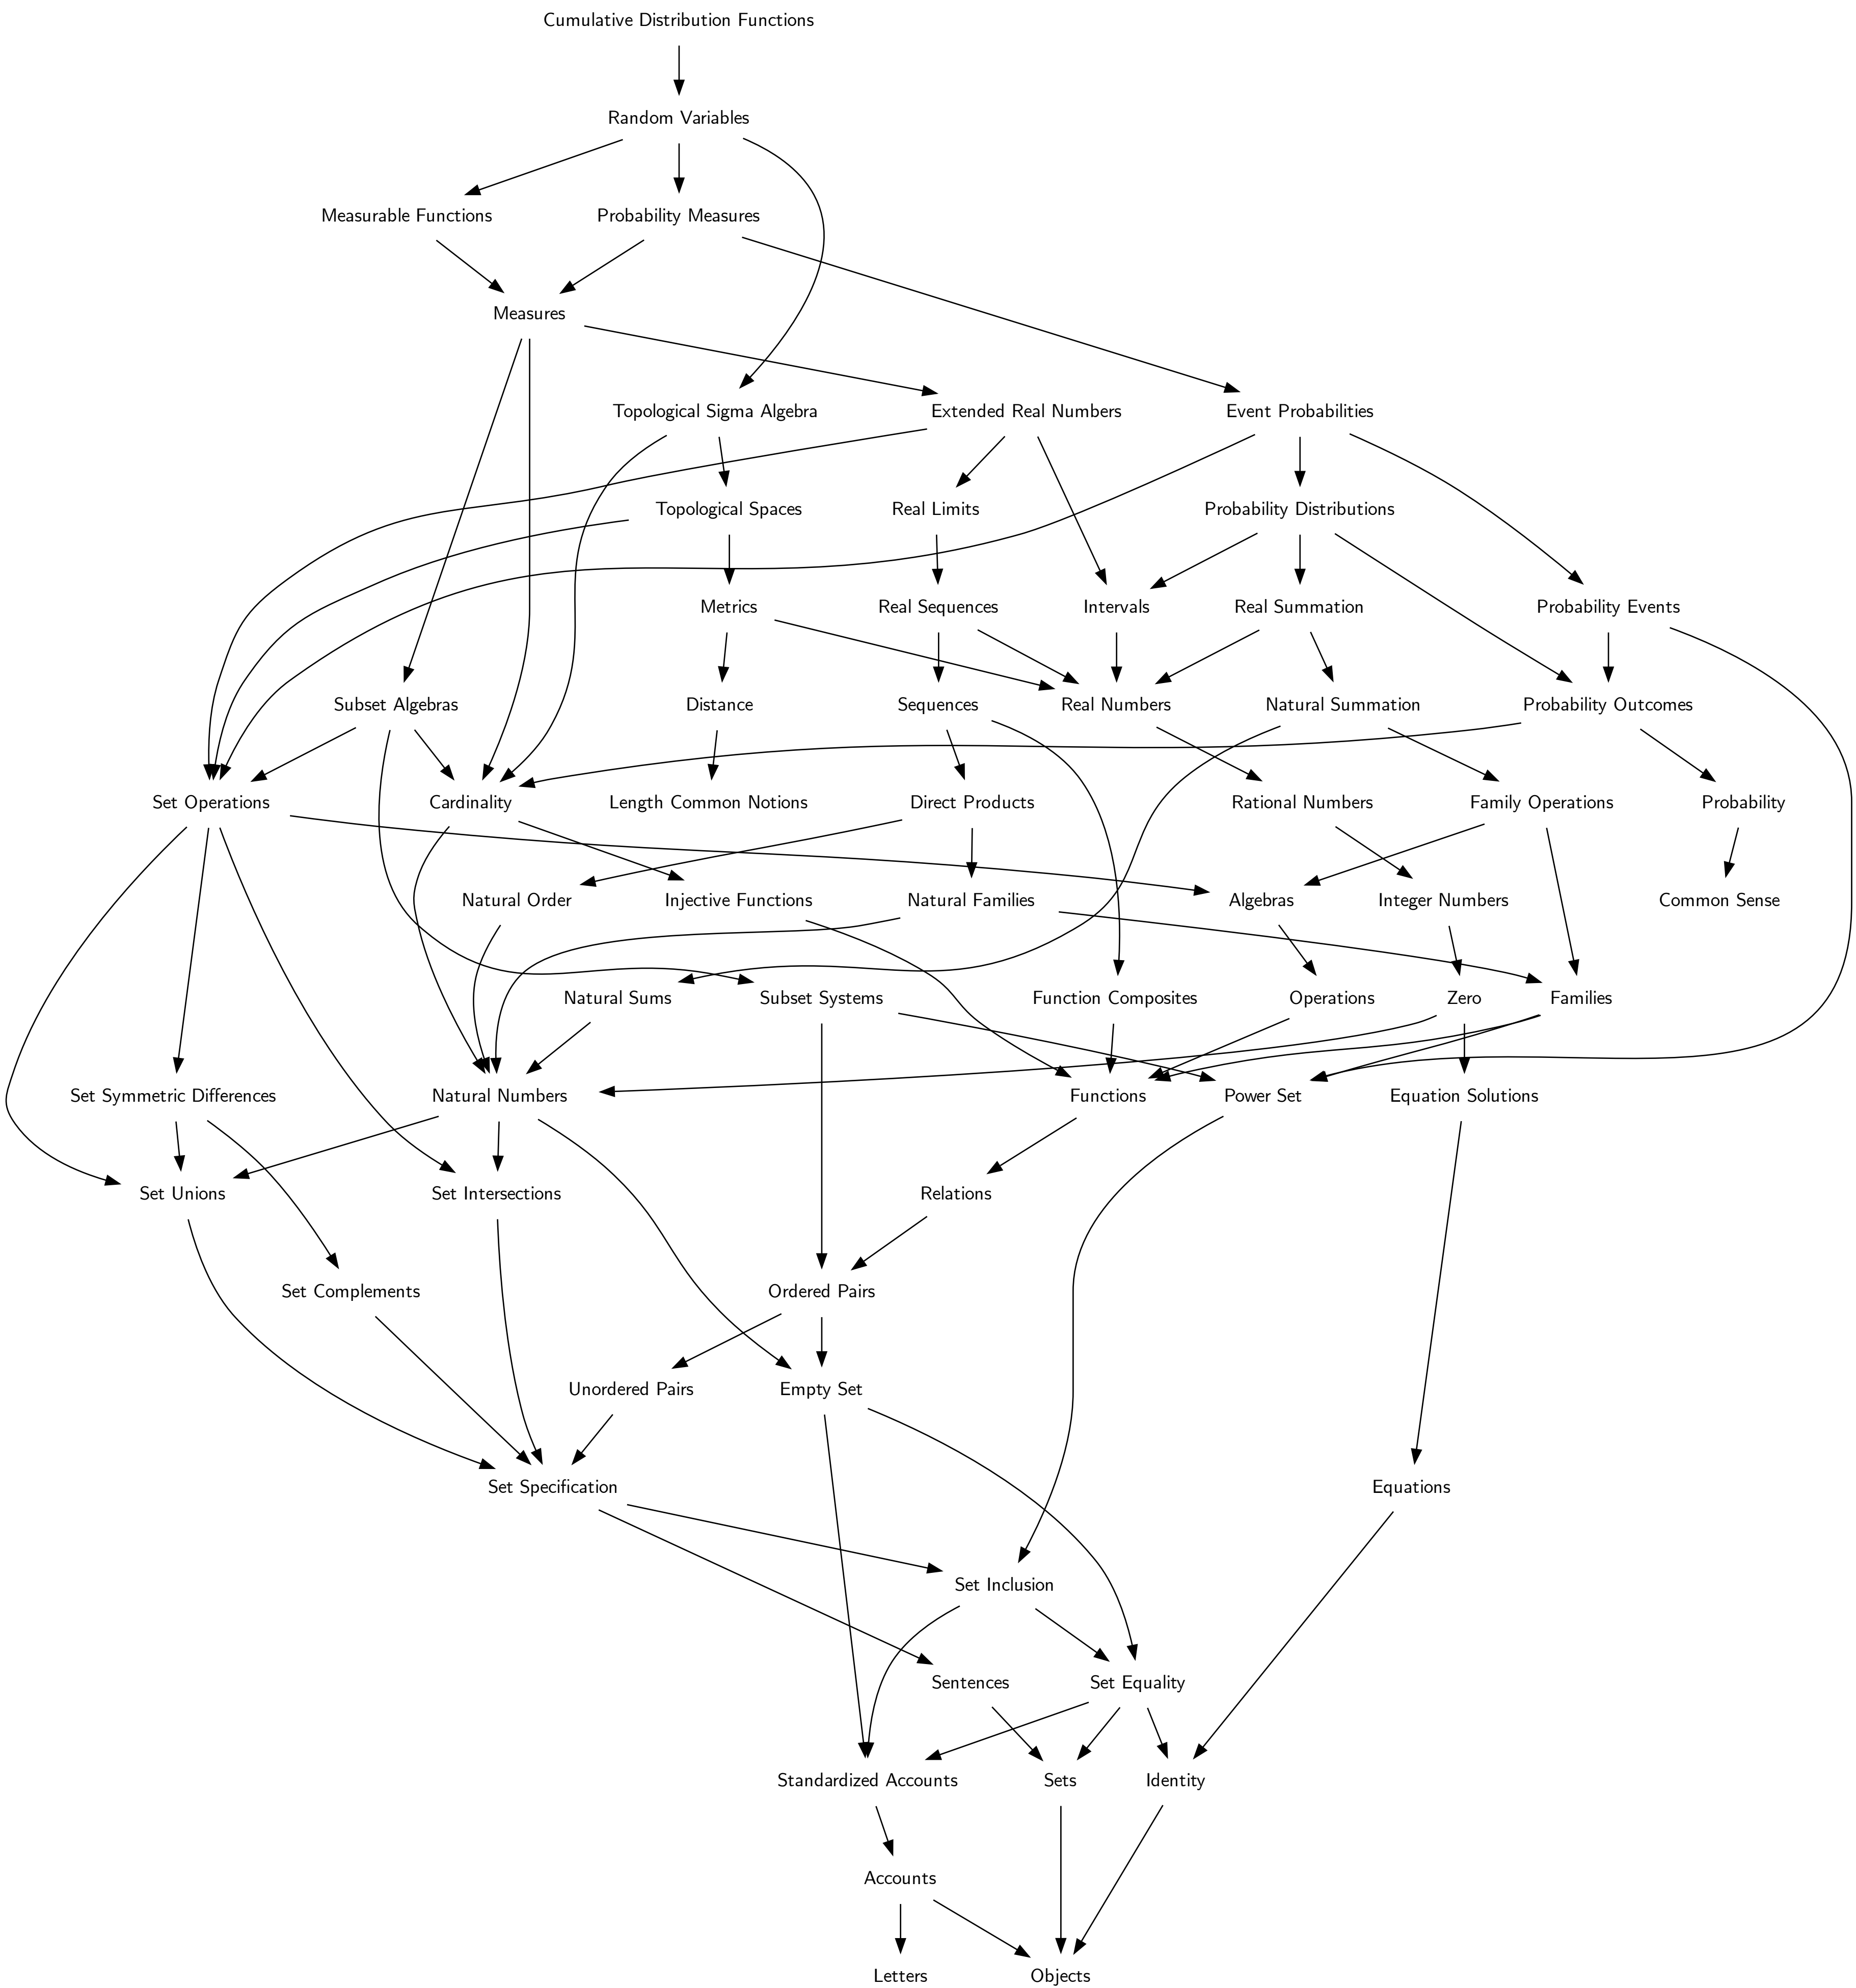 Cumulative Distribution Functions
Random Variables
Measurable Functions
Probability Measures
Measures
Topological Sigma Algebra
Extended Real Numbers
Event Probabilities
Topological Spaces
Real Limits
Probability Distributions
Metrics
Real Sequences
Intervals
Real Summation
Probability Events
Subset Algebras
Distance
Sequences
Real Numbers
Natural Summation
Probability Outcomes
Set Operations
Cardinality
Length Common Notions
Direct Products
Rational Numbers
Family Operations
Probability
Natural Order
Injective Functions
Natural Families
Algebras
Integer Numbers
Common Sense
Natural Sums
Subset Systems
Function Composites
Operations
Zero
Families
Set Symmetric Differences
Natural Numbers
Functions
Power Set
Equation Solutions
Set Unions
Set Intersections
Relations
Set Complements
Ordered Pairs
Unordered Pairs
Empty Set
Set Specification
Equations
Set Inclusion
Sentences
Set Equality
Standardized Accounts
Sets
Identity
Accounts
Letters
Objects